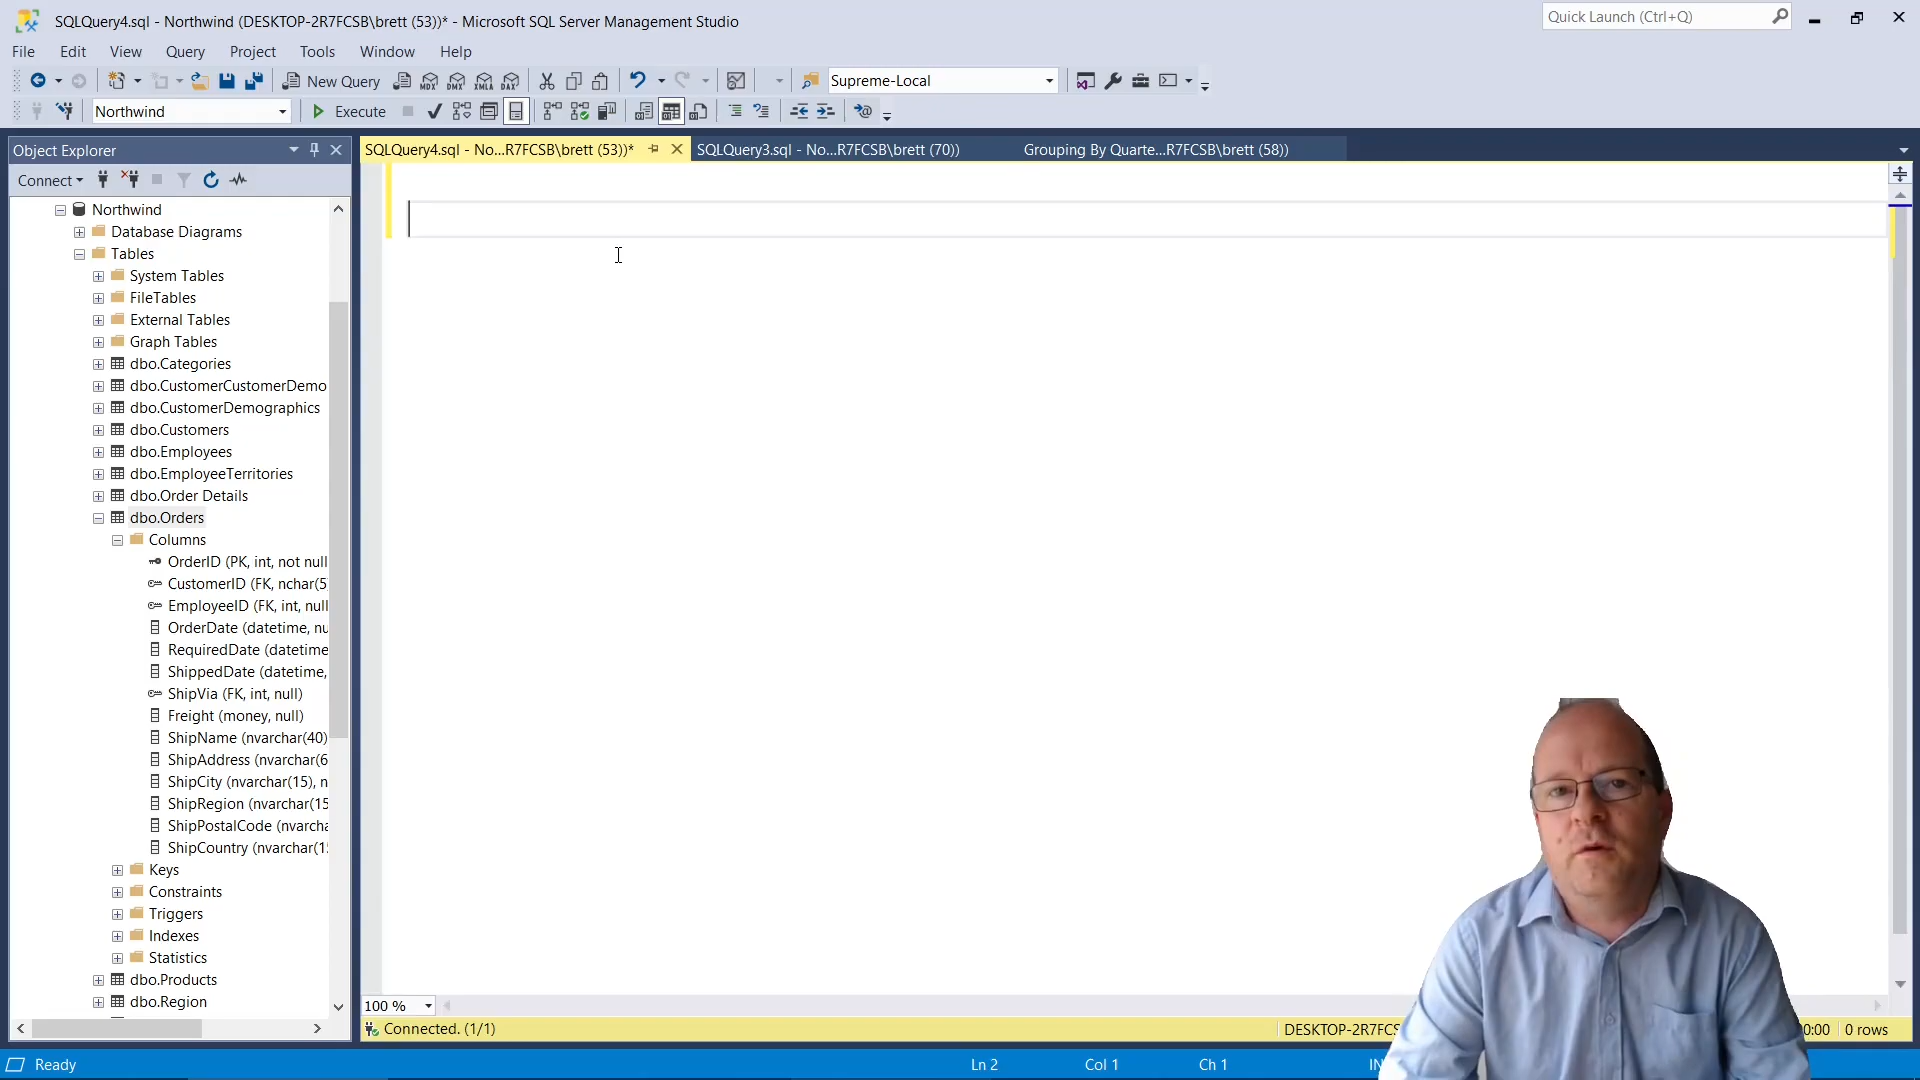 SQLQuery4.sql - Northwind (DESKTOP-2R7FCSB\brett (53))* - Microsoft SQL Server Management Studio
Quick Launch (Ctrl+Q)
File Edit View Query Project Tools Window Help
New Query
MDX DMX XMLA DAX
Supreme-Local
Northwind
Execute
Object Explorer
SQLQuery4.sql - No...R7FCSB\brett (53))*
SQLQuery3.sql - No...R7FCSB\brett (70))
Grouping By Quarte...R7FCSB\brett (58))
Connect
Northwind
Database Diagrams
Tables
System Tables
FileTables
External Tables
Graph Tables
dbo.Categories
dbo.CustomerCustomerDemo
dbo.CustomerDemographics
dbo.Customers
dbo.Employees
dbo.EmployeeTerritories
dbo.Order Details
dbo.Orders
Columns
OrderID (PK, int, not null
CustomerID (FK, nchar(5
EmployeeID (FK, int, null
OrderDate (datetime, nu
RequiredDate (datetime
ShippedDate (datetime,
ShipVia (FK, int, null)
Freight (money, null)
ShipName (nvarchar(40)
ShipAddress (nvarchar(6
ShipCity (nvarchar(15), n
ShipRegion (nvarchar(15
ShipPostalCode (nvarcha
ShipCountry (nvarchar(1
Keys
Constraints
Triggers
Indexes
Statistics
dbo.Products
dbo.Region
100 %
Connected. (1/1)
DESKTOP-2R7FCS
0:00
0 rows
Ready
Ln 2
Col 1
Ch 1
IN